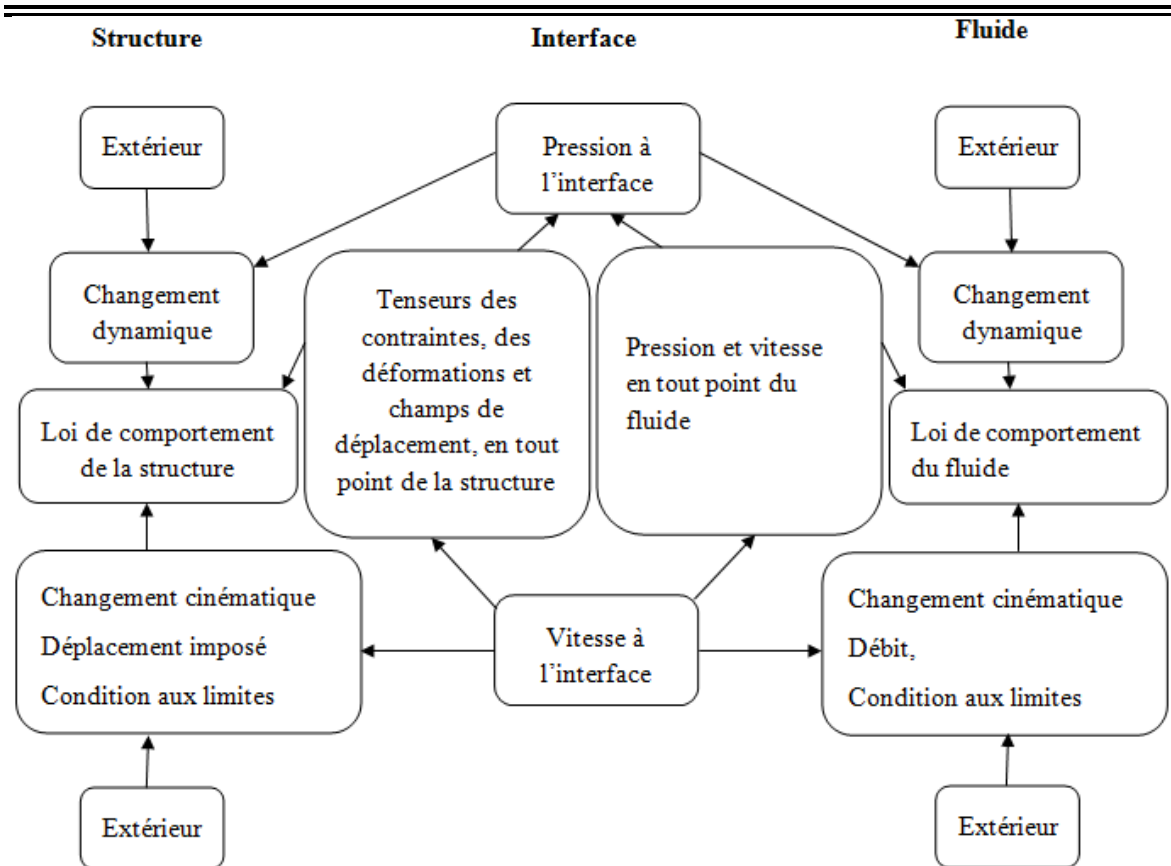 Structure
Interface
Fluide
Extérieur
Pression à
l’interface
Extérieur
Changement
dynamique
Tenseurs des
contraintes, des
déformations et
champs de
déplacement, en tout
point de la structure
Pression et vitesse
en tout point du
fluide
Changement
dynamique
Loi de comportement
de la structure
Loi de comportement
du fluide
Changement cinématique
Déplacement imposé
Condition aux limites
Vitesse à
l’interface
Changement cinématique
Débit,
Condition aux limites
Extérieur
Extérieur